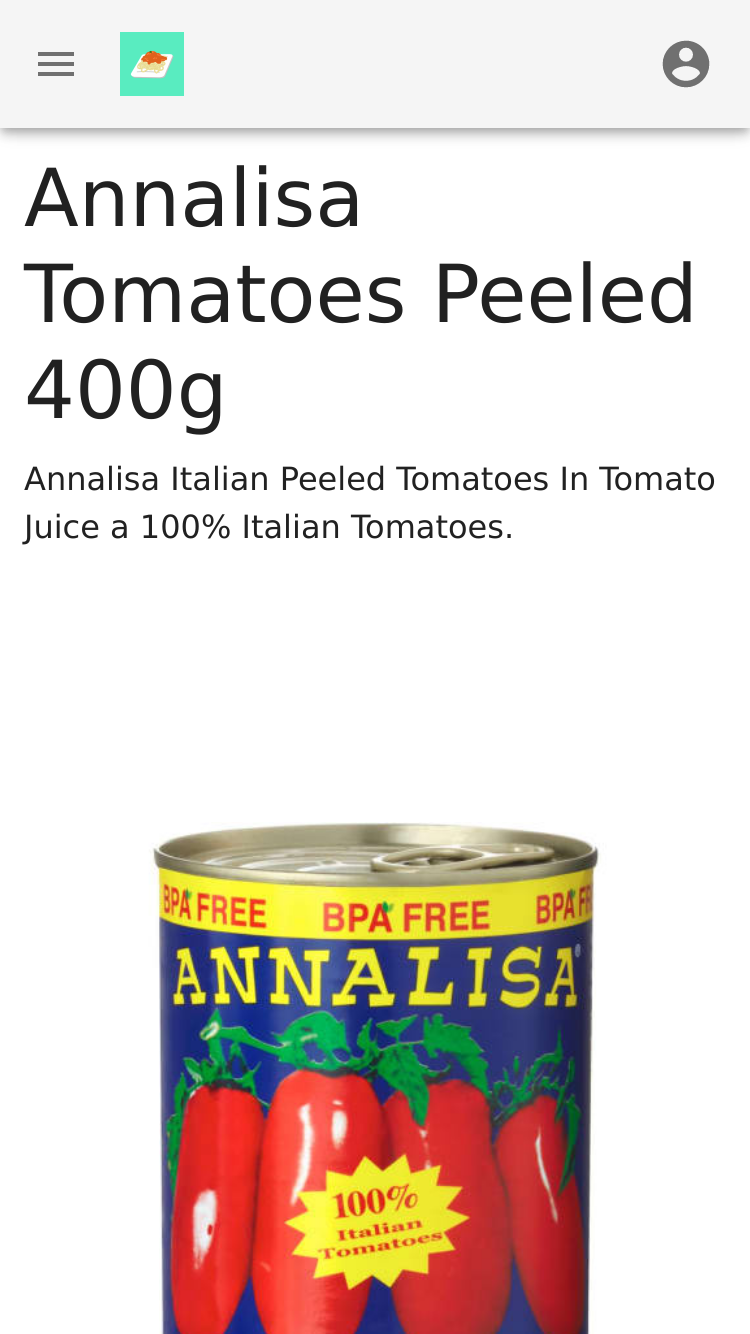 Annalisa
Tomatoes Peeled
400g
Annalisa Italian Peeled Tomatoes In Tomato
Juice a 100% Italian Tomatoes.
BPA FREE BPA FREE BPA FR
ANNALISA®
100%
Italian
Tomatoes